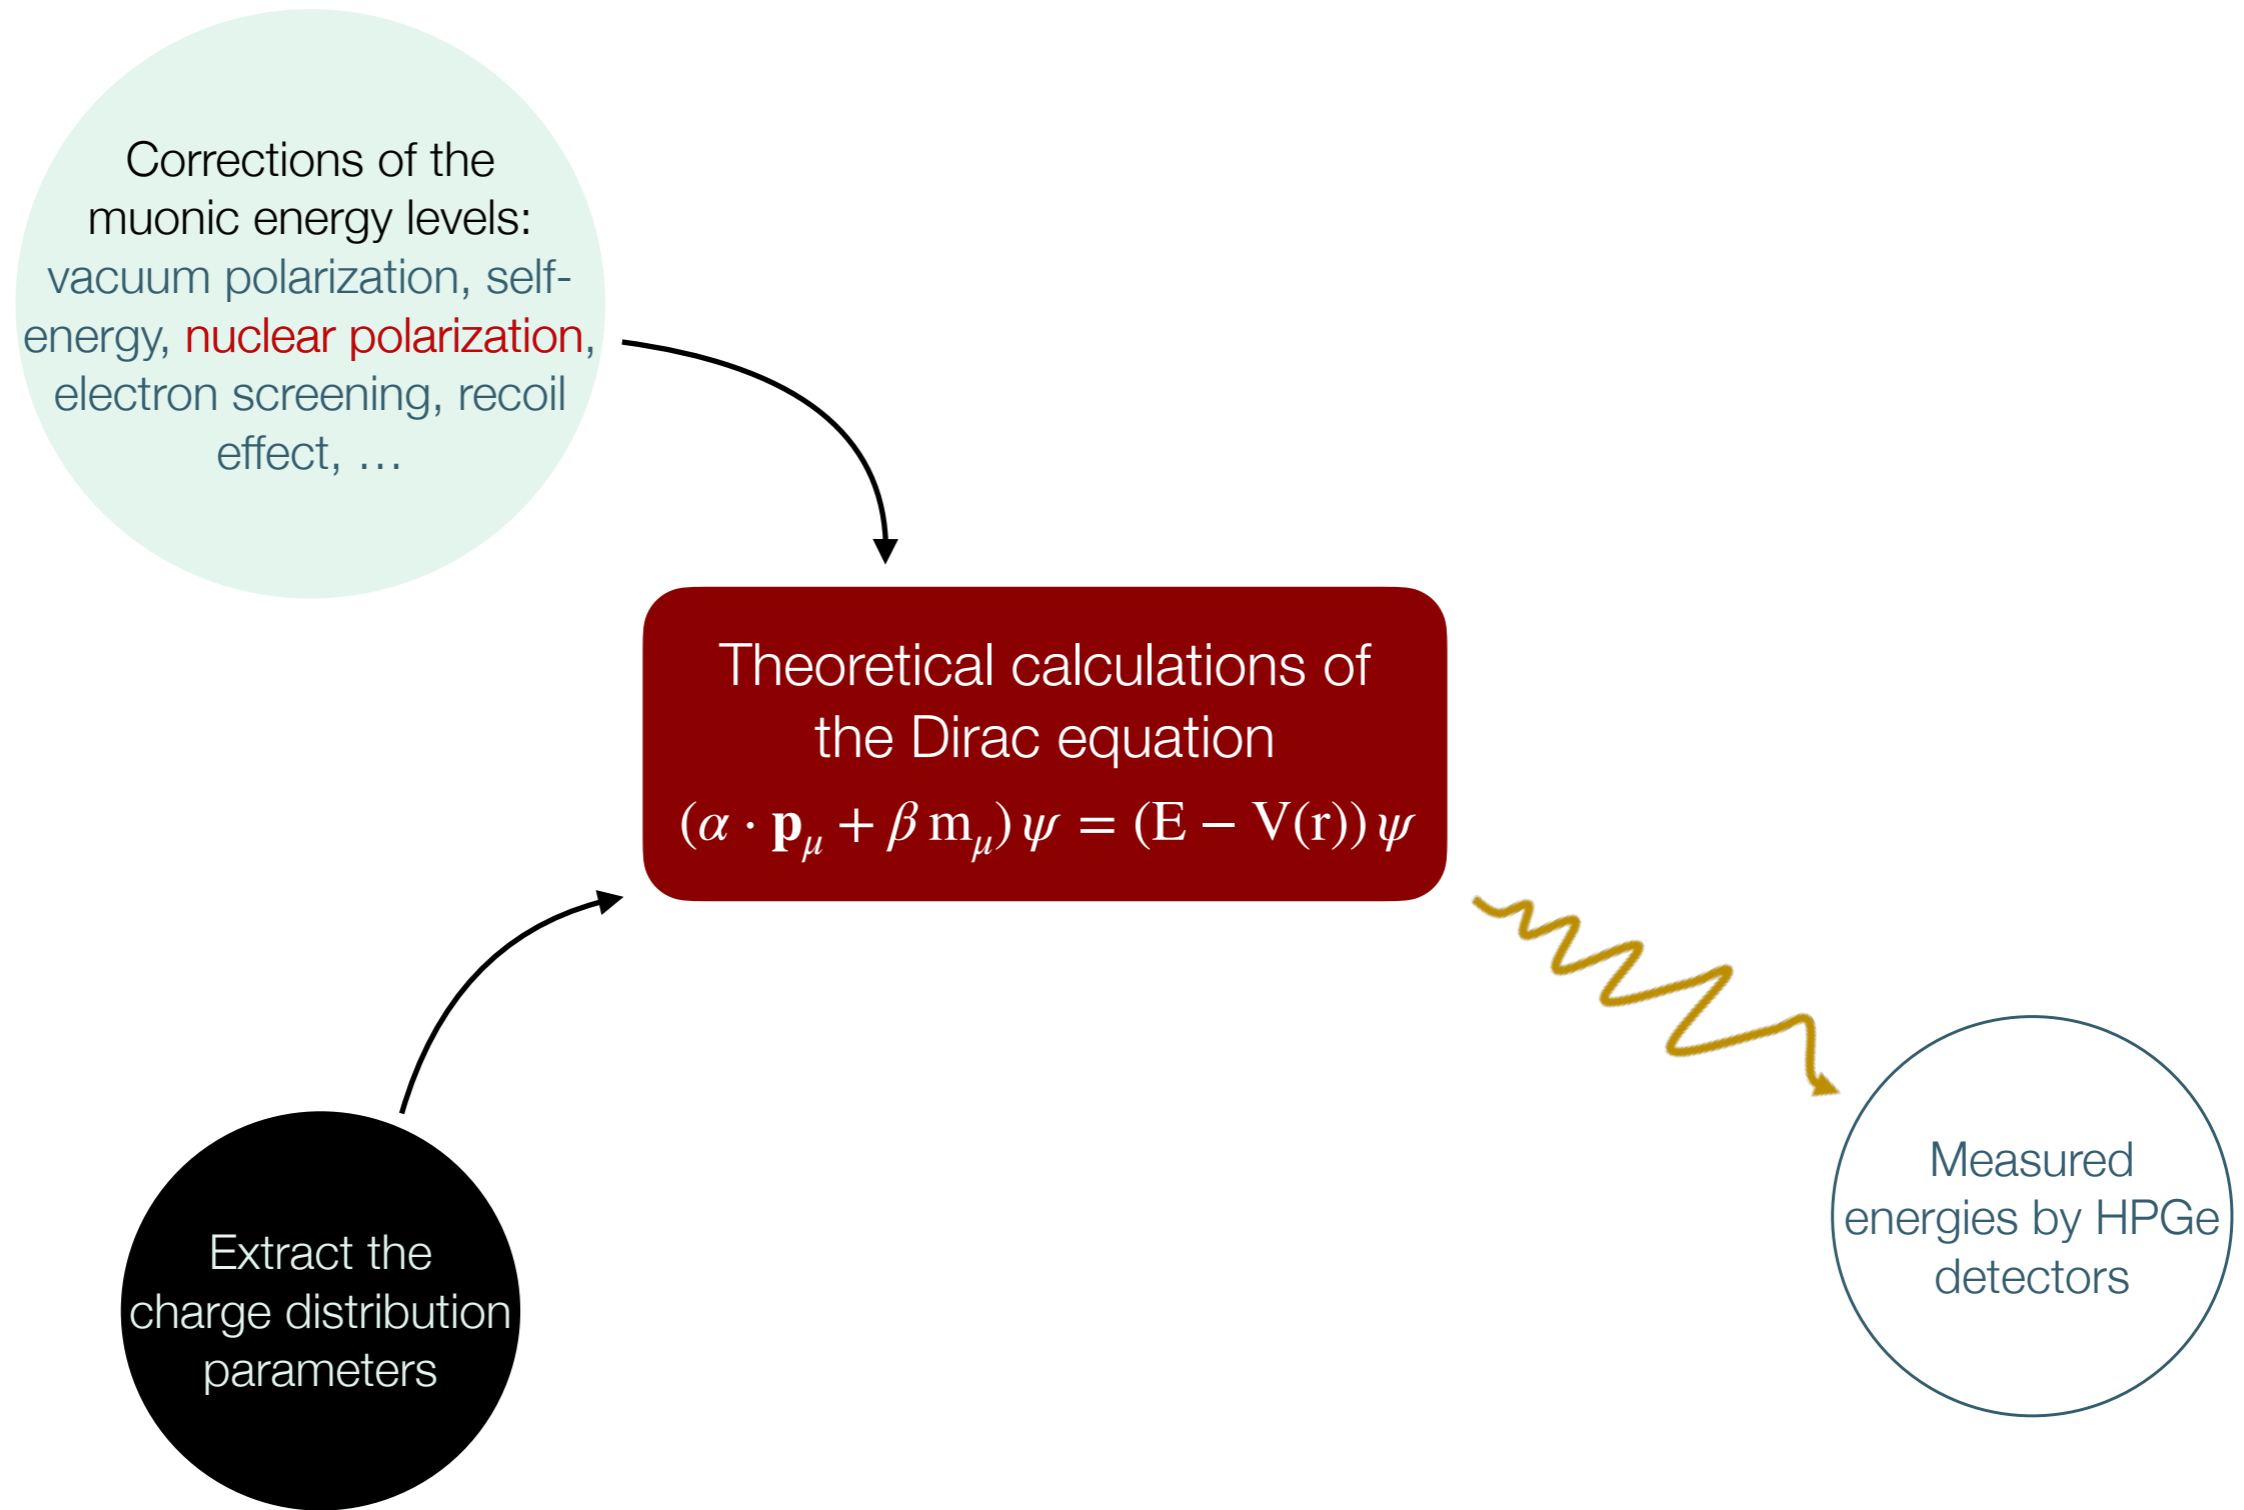 Corrections of the
muonic energy levels:
vacuum polarization, self-
energy, nuclear polarization,
electron screening, recoil
effect, …
Theoretical calculations of
the Dirac equation
(α · p_μ + β m_μ) ψ = (E − V(r)) ψ
Extract the
charge distribution
parameters
Measured
energies by HPGe
detectors